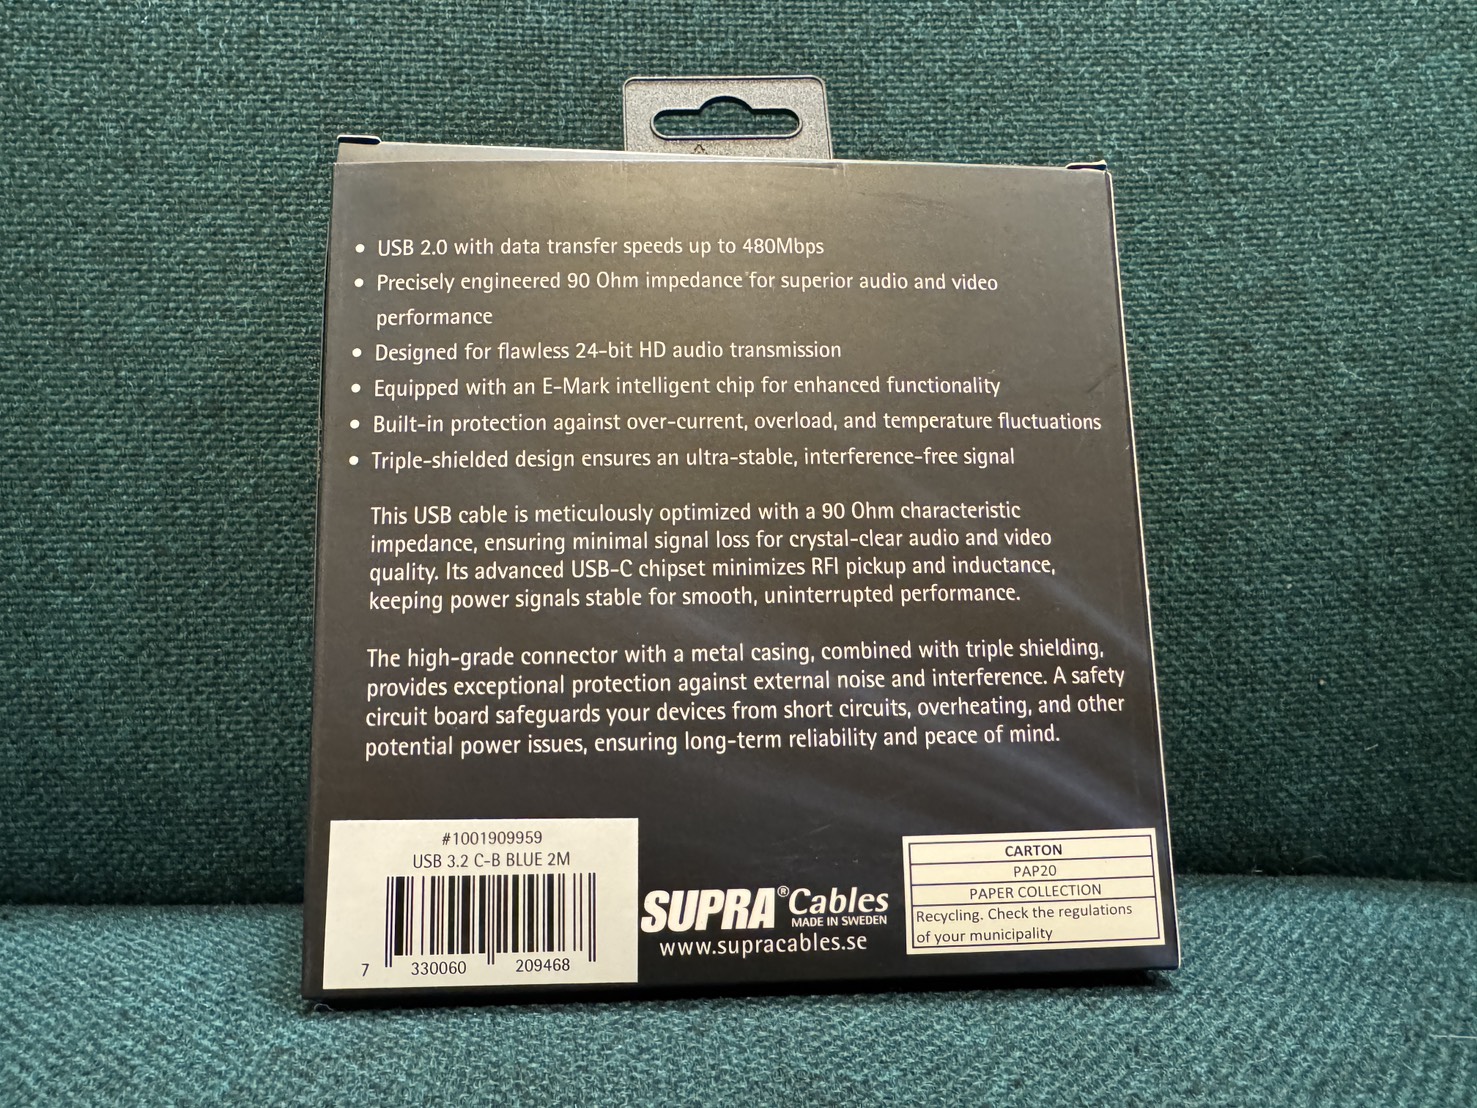 • USB 2.0 with data transfer speeds up to 480Mbps
• Precisely engineered 90 Ohm impedance for superior audio and video
performance
• Designed for flawless 24-bit HD audio transmission
• Equipped with an E-Mark intelligent chip for enhanced functionality
• Built-in protection against over-current, overload, and temperature fluctuations
• Triple-shielded design ensures an ultra-stable, interference-free signal
This USB cable is meticulously optimized with a 90 Ohm characteristic
impedance, ensuring minimal signal loss for crystal-clear audio and video
quality. Its advanced USB-C chipset minimizes RFI pickup and inductance,
keeping power signals stable for smooth, uninterrupted performance.
The high-grade connector with a metal casing, combined with triple shielding,
provides exceptional protection against external noise and interference. A safety
circuit board safeguards your devices from short circuits, overheating, and other
potential power issues, ensuring long-term reliability and peace of mind.
#1001909959
USB 3.2 C-B BLUE 2M
7 330060 209468
SUPRA® Cables
MADE IN SWEDEN
www.supracables.se
CARTON
PAP20
PAPER COLLECTION
Recycling. Check the regulations
of your municipality